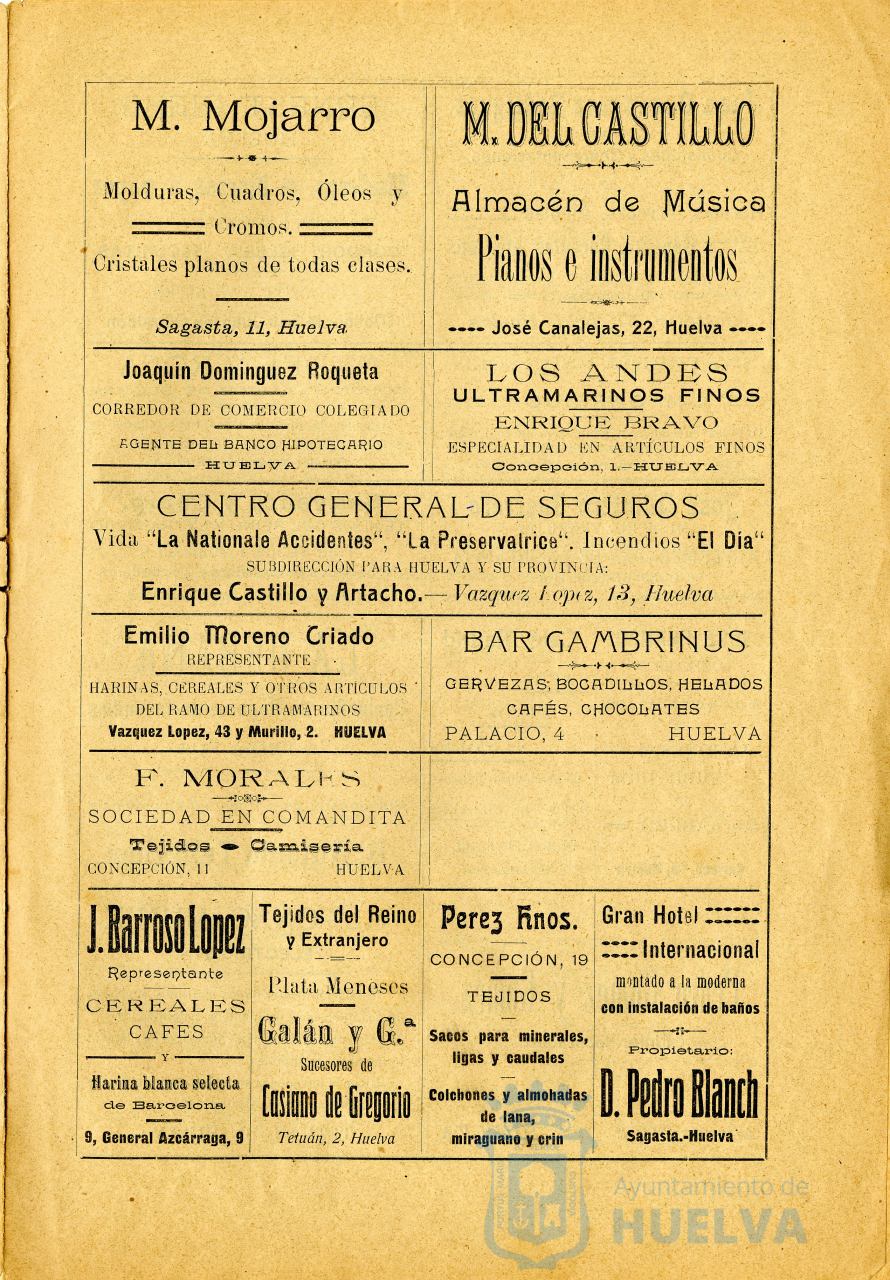 M. Mojarro
Molduras, Cuadros, Óleos y
Cromos.
Cristales planos de todas clases.
Sagasta, 11, Huelva
M. DEL CASTILLO
Almacén de Música
Pianos e instrumentos
José Canalejas, 22, Huelva
Joaquín Dominguez Roqueta
CORREDOR DE COMERCIO COLEGIADO
AGENTE DEL BANCO HIPOTECARIO
HUELVA
LOS ANDES
ULTRAMARINOS FINOS
ENRIQUE BRAVO
ESPECIALIDAD EN ARTÍCULOS FINOS
Concepción, 1.-HUELVA
CENTRO GENERAL DE SEGUROS
Vida "La Nationale Accidentes", "La Preservatrice". Incendios "El Día"
SUBDIRECCIÓN PARA HUELVA Y SU PROVINCIA:
Enrique Castillo y Artacho.— Vazquez Lopez, 13, Huelva
Emilio Moreno Criado
REPRESENTANTE
HARINAS, CEREALES Y OTROS ARTÍCULOS
DEL RAMO DE ULTRAMARINOS
Vazquez Lopez, 43 y Murillo, 2. HUELVA
BAR GAMBRINUS
CERVEZAS, BOCADILLOS, HELADOS
CAFÉS, CHOCOLATES
PALACIO, 4 HUELVA
F. MORALES
SOCIEDAD EN COMANDITA
Tejidos Camisería
CONCEPCIÓN, 11 HUELVA
J. Barroso Lopez
Representante
CEREALES
CAFES
Y
Harina blanca selecta
de Barcelona
9, General Azcárraga, 9
Tejidos del Reino
y Extranjero
Plata Meneses
Galán y C.ª
Sucesores de
Casiano de Gregorio
Tetuán, 2, Huelva
Perez Hnos.
CONCEPCIÓN, 19
TEJIDOS
Sacos para minerales,
ligas y caudales
Colchones y almohadas
de lana,
miraguano y crin
Gran Hotel
Internacional
montado a la moderna
con instalación de baños
Propietario:
D. Pedro Blanch
Sagasta.-Huelva
Ayuntamiento de
HUELVA